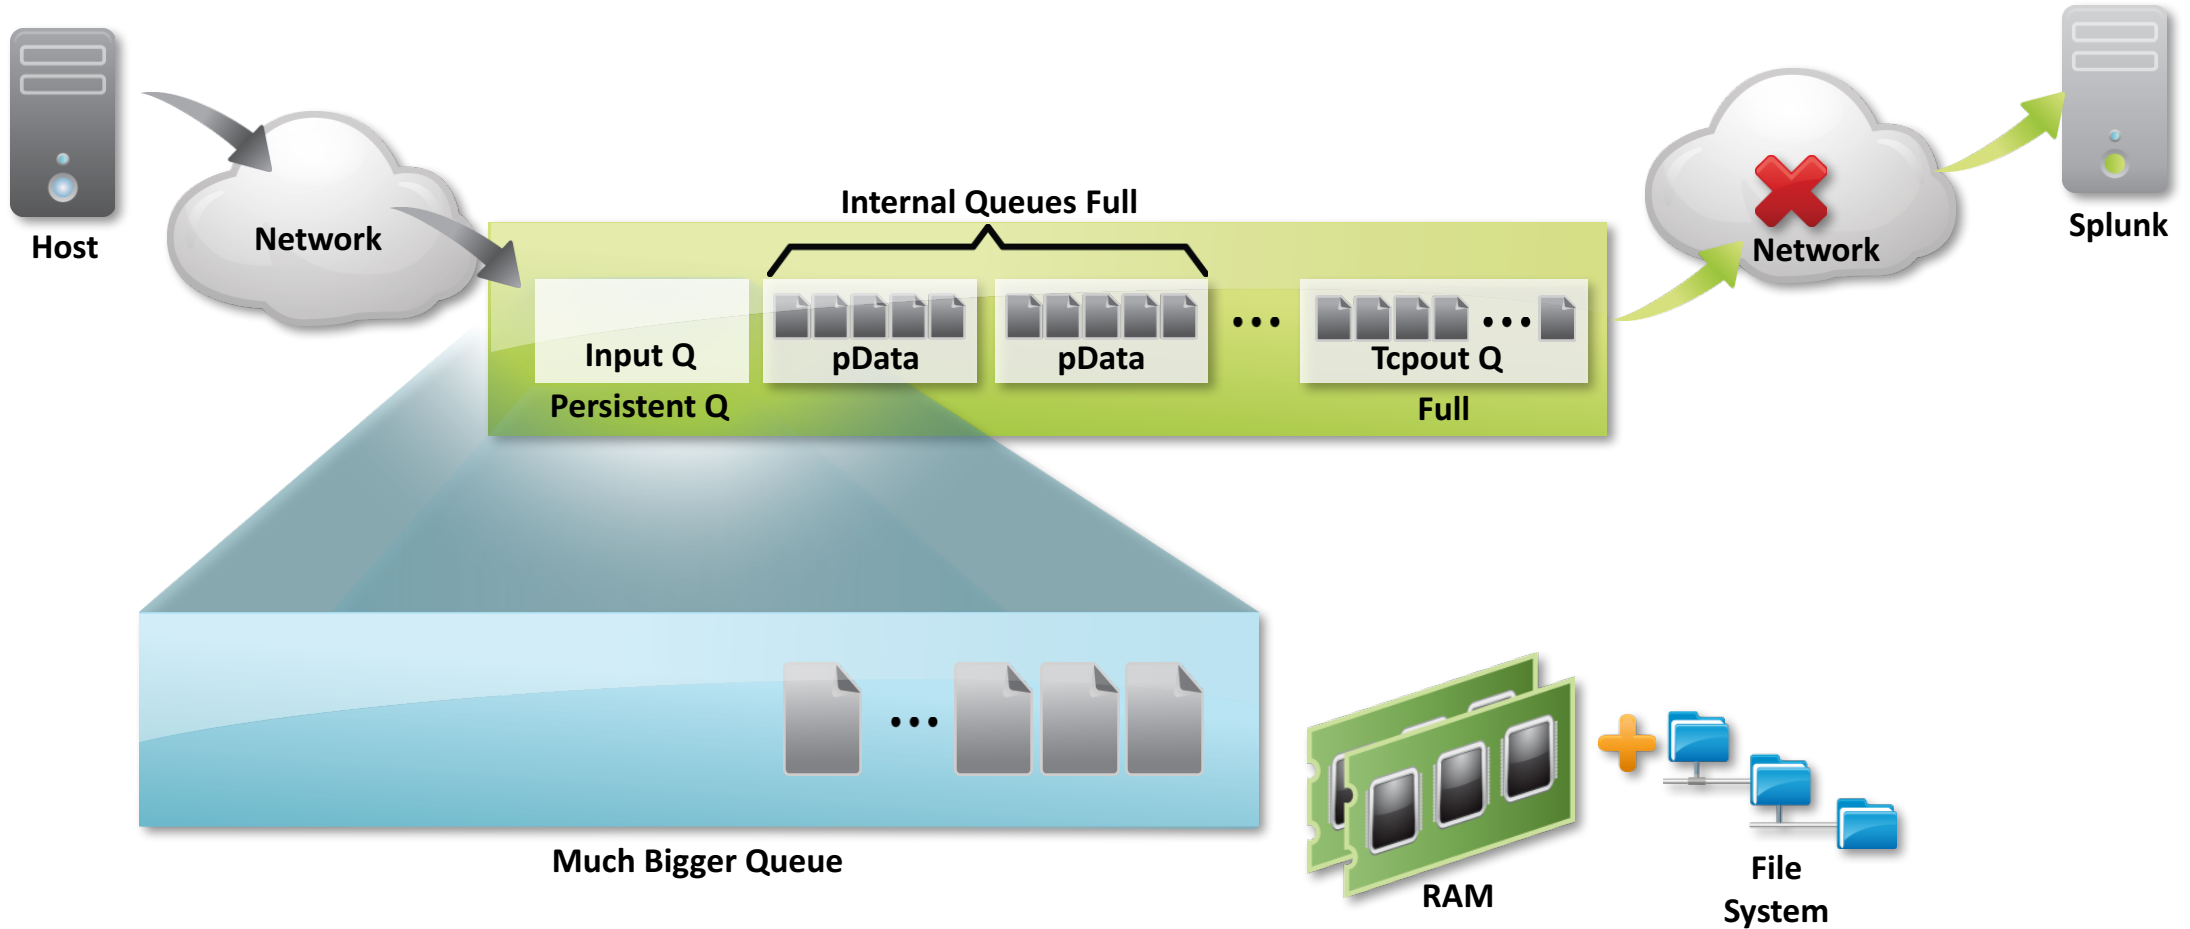 Host
Network
Internal Queues Full
Input Q
Persistent Q
pData
pData
Tcpout Q
Full
Network
Splunk
Much Bigger Queue
RAM
File
System